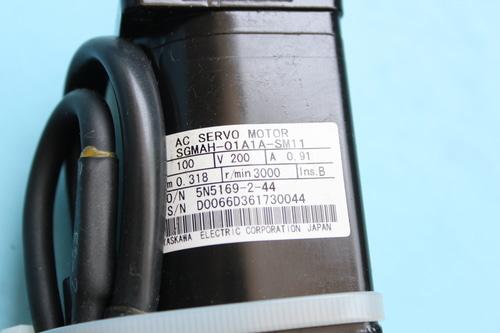 AC SERVO MOTOR
SGMAH-01A1A-SM11
100 V 200 A 0.91
m 0.318 r/min 3000 Ins.B
O/N 5N5169-2-44
S/N D0066D361730044
YASKAWA ELECTRIC CORPORATION JAPAN